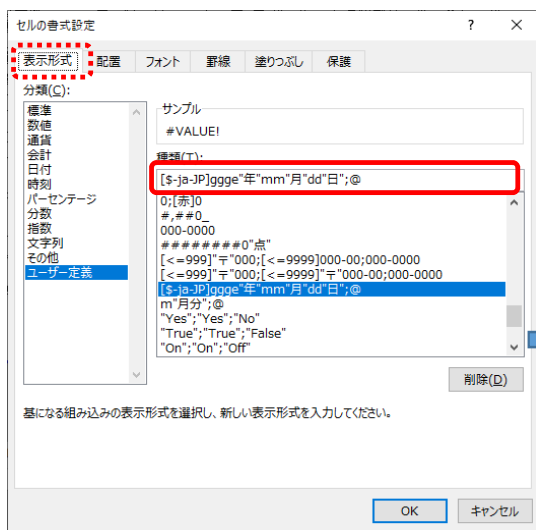 セルの書式設定
? ×
表示形式 配置 フォント 罫線 塗りつぶし 保護
分類(C):
標準
数値
通貨
会計
日付
時刻
パーセンテージ
分数
指数
文字列
その他
ユーザー定義
サンプル
#VALUE!
種類(T):
[$-ja-JP]ggge"年"mm"月"dd"日";@
0;[赤]0
#,##0_
000-0000
########0"点"
[<=999]"〒"000;[<=9999]000-00;000-0000
[<=999]"〒"000;[<=9999]"〒"000-00;000-0000
[$-ja-JP]ggge"年"mm"月"dd"日";@
m"月分";@
"Yes";"Yes";"No"
"True";"True";"False"
"On";"On";"Off"
削除(D)
基になる組み込みの表示形式を選択し、新しい表示形式を入力してください。
OK キャンセル